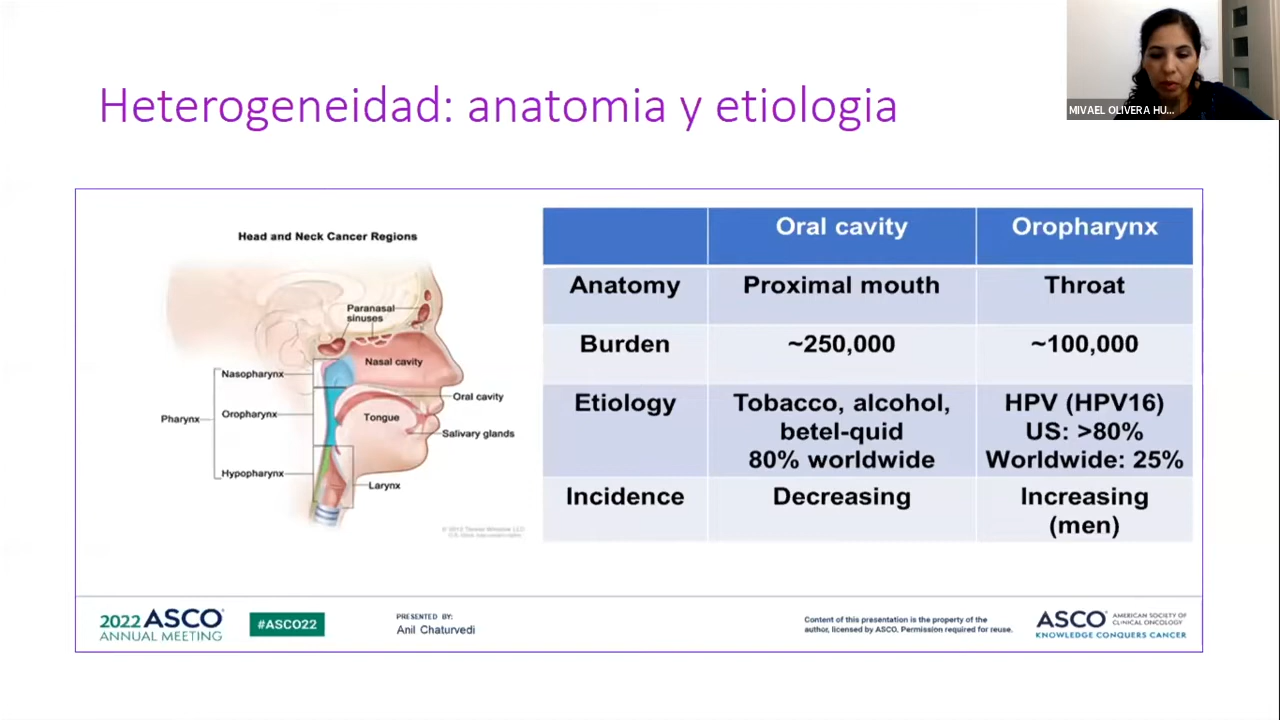 MIVAEL OLIVERA HU...
Heterogeneidad: anatomia y etiologia
Head and Neck Cancer Regions
Paranasal
sinuses
Nasal cavity
Nasopharynx
Oral cavity
Pharynx
Oropharynx
Tongue
Salivary glands
Hypopharynx
Larynx
Oral cavity Oropharynx
Anatomy Proximal mouth Throat
Burden ~250,000 ~100,000
Etiology Tobacco, alcohol, HPV (HPV16)
betel-quid US: >80%
80% worldwide Worldwide: 25%
Incidence Decreasing Increasing
(men)
2022 ASCO
ANNUAL MEETING
#ASCO22
PRESENTED BY:
Anil Chaturvedi
Content of this presentation is the property of the
author, licensed by ASCO. Permission required for reuse.
ASCO AMERICAN SOCIETY OF
CLINICAL ONCOLOGY
KNOWLEDGE CONQUERS CANCER